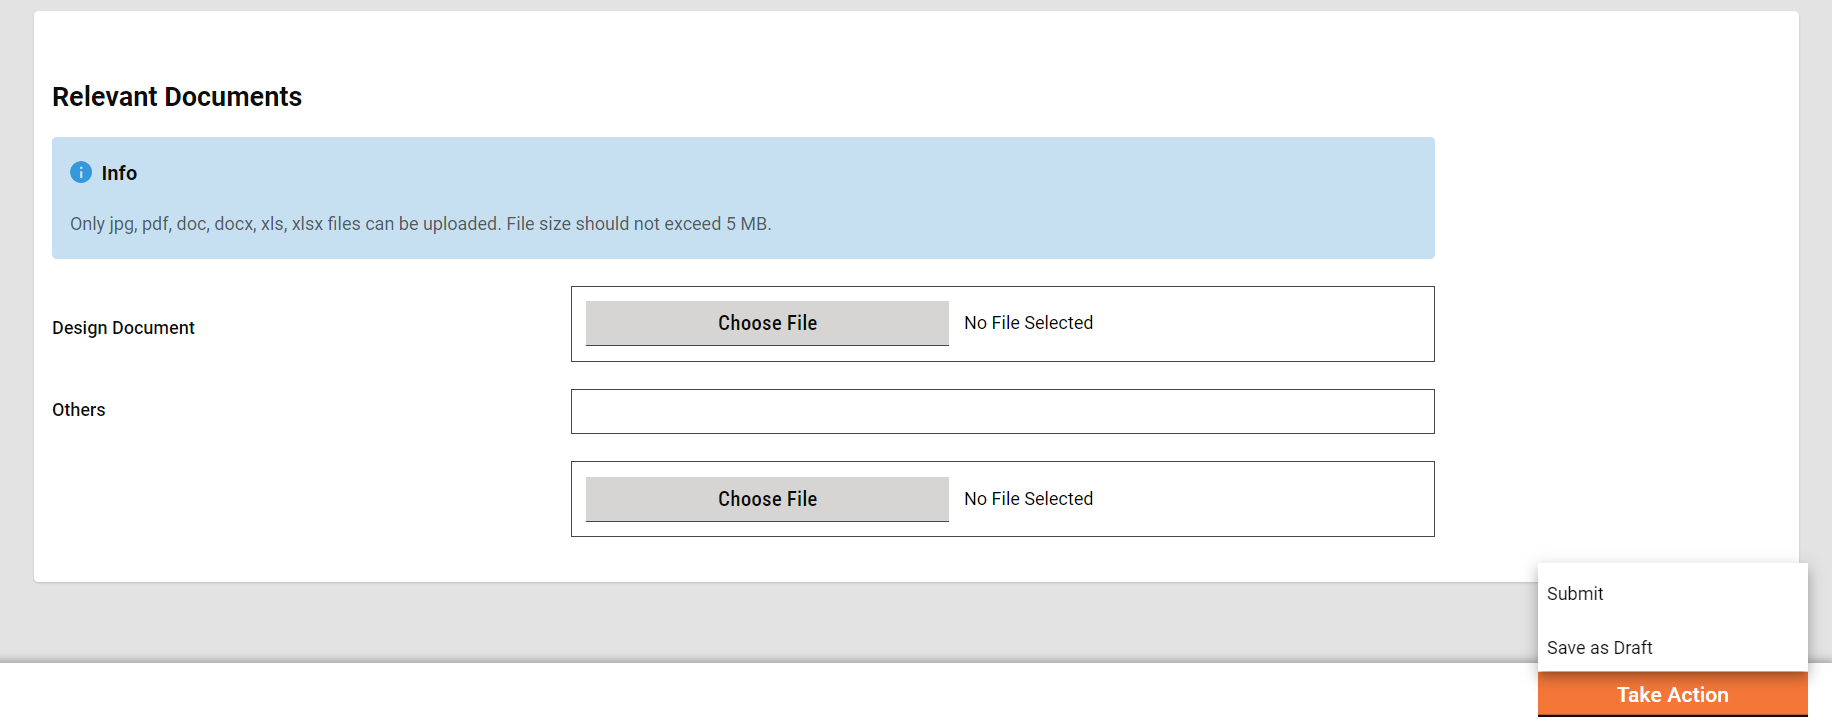 Relevant Documents
Info
Only jpg, pdf, doc, docx, xls, xlsx files can be uploaded. File size should not exceed 5 MB.
Design Document
Choose File
No File Selected
Others
Choose File
No File Selected
Submit
Save as Draft
Take Action